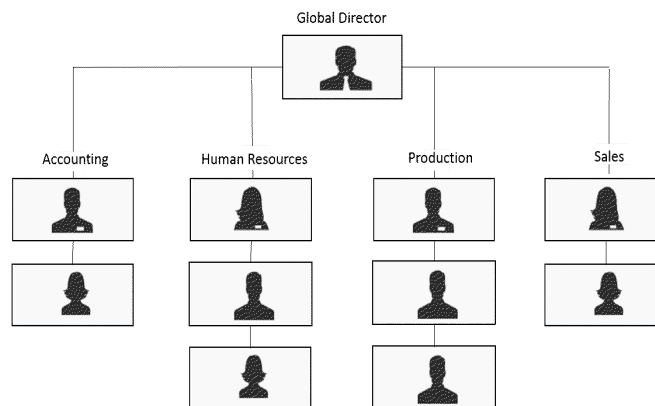 Global Director
Accounting
Human Resources
Production
Sales